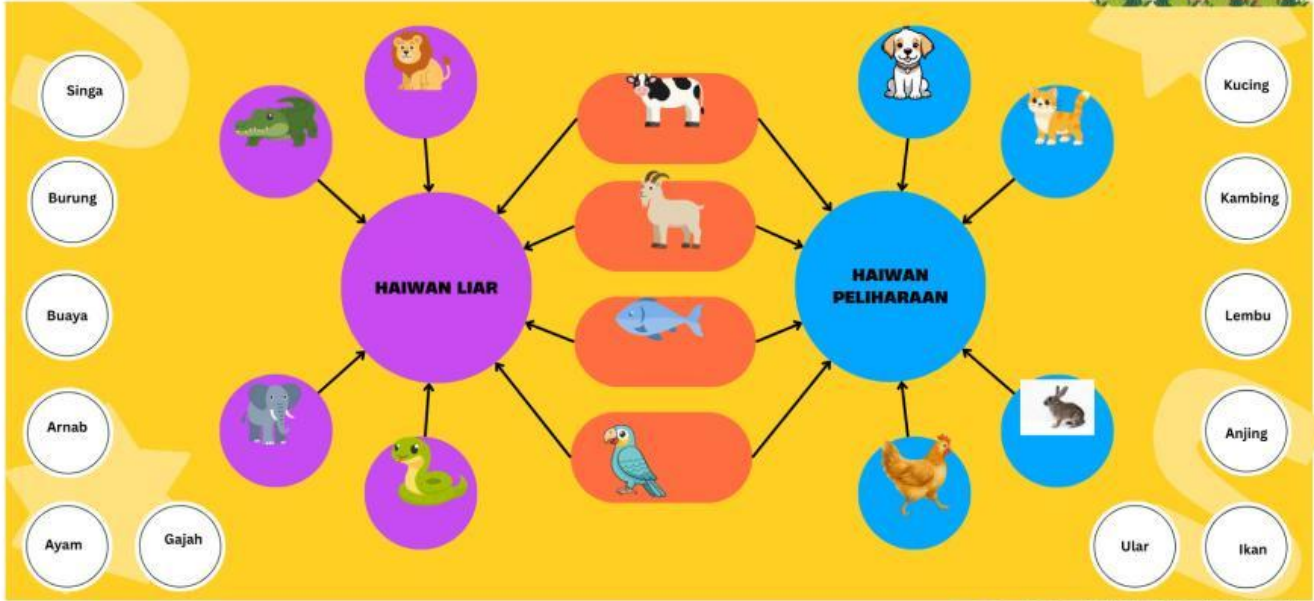 Singa
Burung
Buaya
Arnab
Ayam
Gajah
HAIWAN LIAR
HAIWAN
PELIHARAAN
Kucing
Kambing
Lembu
Anjing
Ular
Ikan